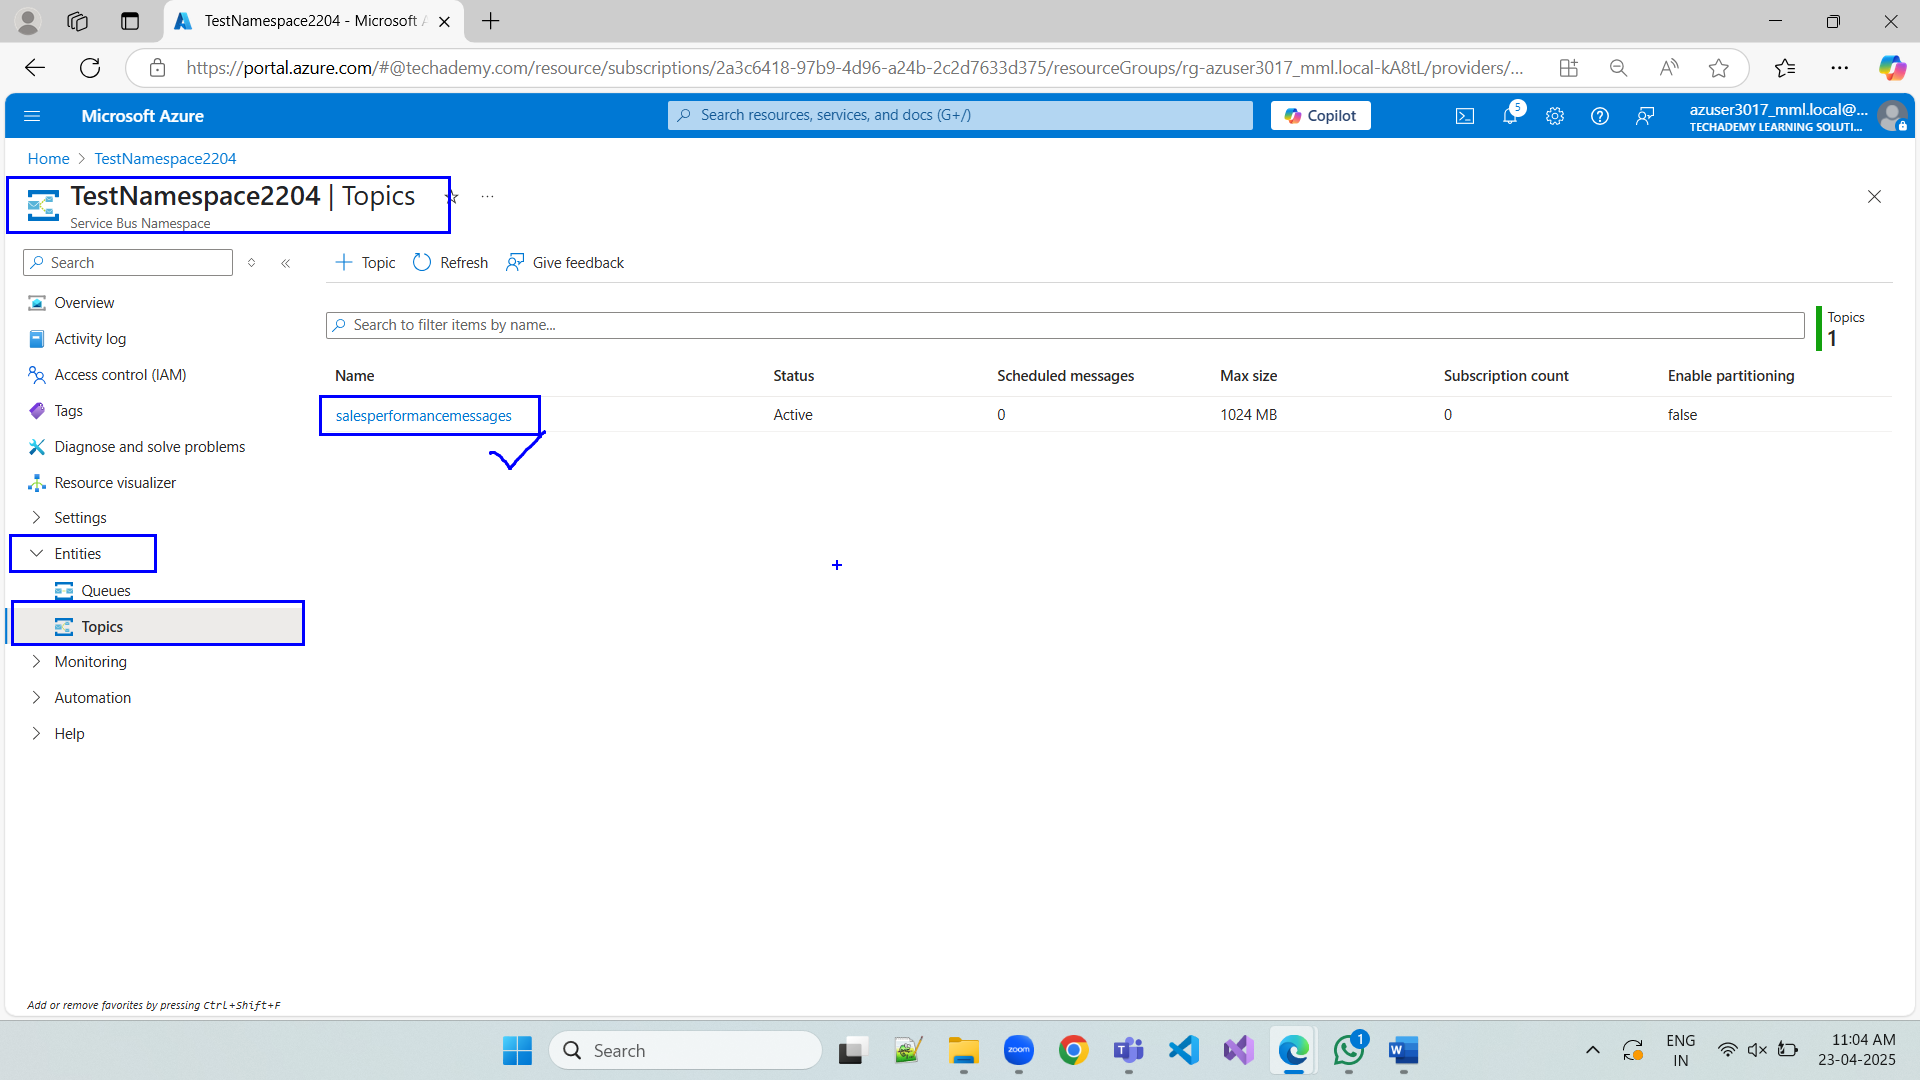 TestNamespace2204 - Microsoft A
https://portal.azure.com/#@techademy.com/resource/subscriptions/2a3c6418-97b9-4d96-a24b-2c2d7633d375/resourceGroups/rg-azuser3017_mml.local-kA8tL/providers/...
Microsoft Azure
Search resources, services, and docs (G+/)
Copilot
5
azuser3017_mml.local@...
TECHADEMY LEARNING SOLUTI...
Home > TestNamespace2204
TestNamespace2204 | Topics
Service Bus Namespace
Search
Topic
Refresh
Give feedback
Overview
Activity log
Access control (IAM)
Tags
Diagnose and solve problems
Resource visualizer
Settings
Entities
Queues
Topics
Monitoring
Automation
Help
Search to filter items by name...
Topics
1
Name Status Scheduled messages Max size Subscription count Enable partitioning
salesperformancemessages Active 0 1024 MB 0 false
Add or remove favorites by pressing Ctrl+Shift+F
Search
zoom
1
ENG
IN
11:04 AM
23-04-2025